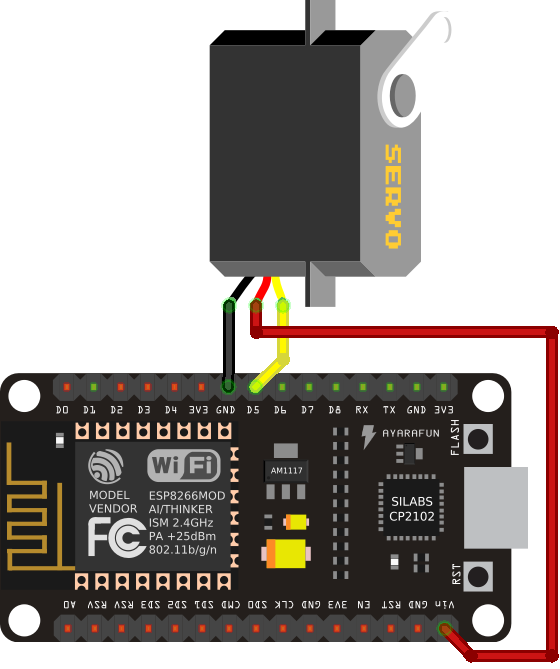 SERVO
D0 D1 D2 D3 D4 3V3 GND D5 D6 D7 D8 RX TX GND 3V3
AYARAFUN
FLASH
WiFi
AM1117
MODEL
VENDOR
ESP8266MOD
AI/THINKER
ISM 2.4GHz
PA +25dBm
802.11b/g/n
FC
SILABS
CP2102
RST
A0 RSV RSV SD3 SD2 SD1 CMD SD0 CLK GND 3V3 EN RST GND Vin